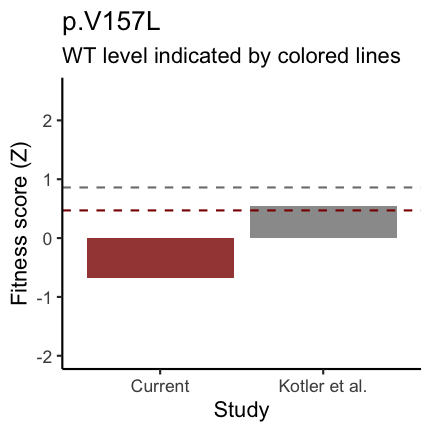 p.V157L
WT level indicated by colored lines
Fitness score (Z)
2
1
0
-1
-2
Current
Kotler et al.
Study